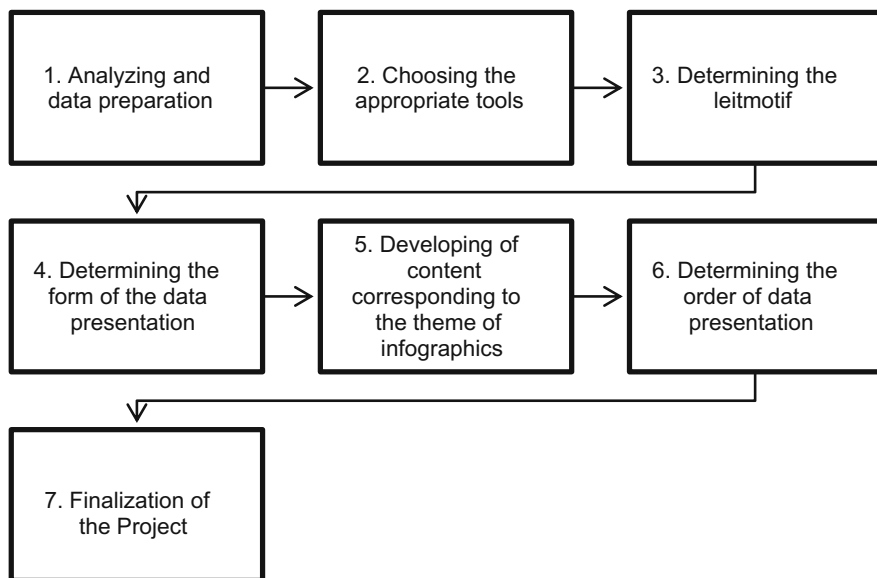 1. Analyzing and
data preparation
2. Choosing the
appropriate tools
3. Determining the
leitmotif
4. Determining the
form of the data
presentation
5. Developing of
content
corresponding to
the theme of
infographics
6. Determining the
order of data
presentation
7. Finalization of
the Project